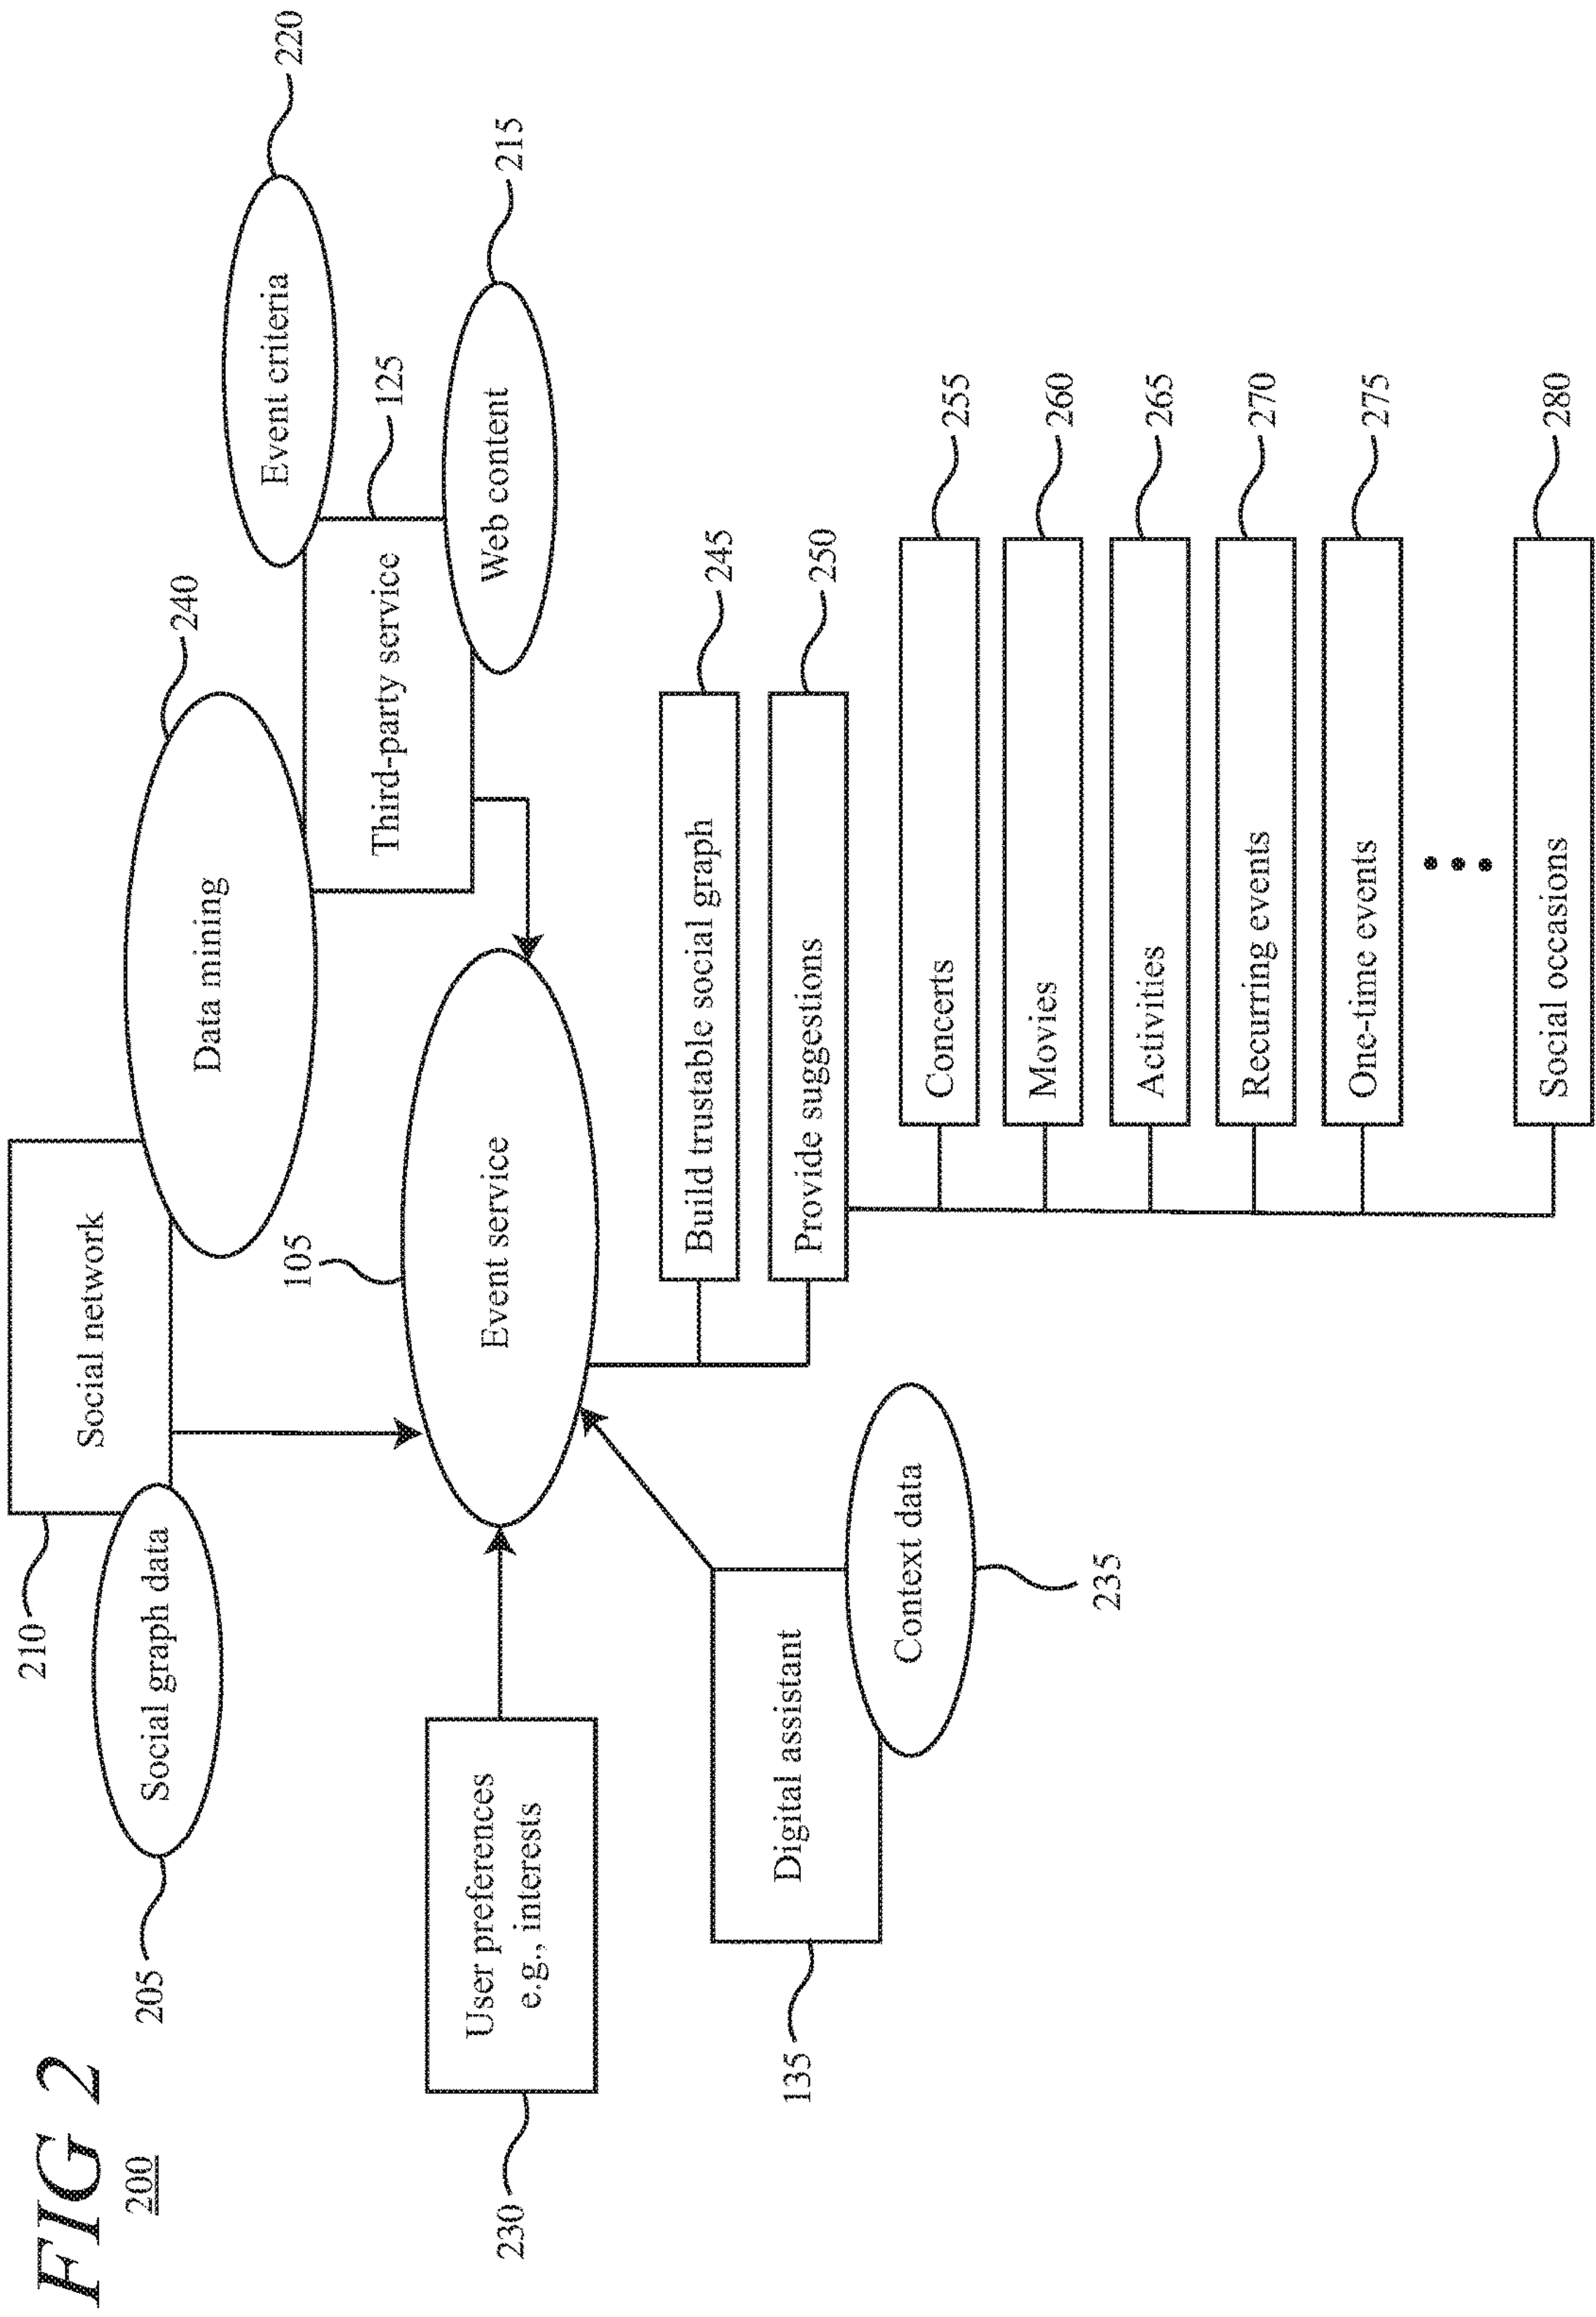 FIG 2
200
210
Social network
205
Social graph data
240
Data mining
220
Event criteria
125
Third-party service
215
Web content
105
Event service
230
User preferences
e.g., interests
135
Digital assistant
235
Context data
Build trustable social graph
245
Provide suggestions
250
Concerts
255
Movies
260
Activities
265
Recurring events
270
One-time events
275
Social occasions
280